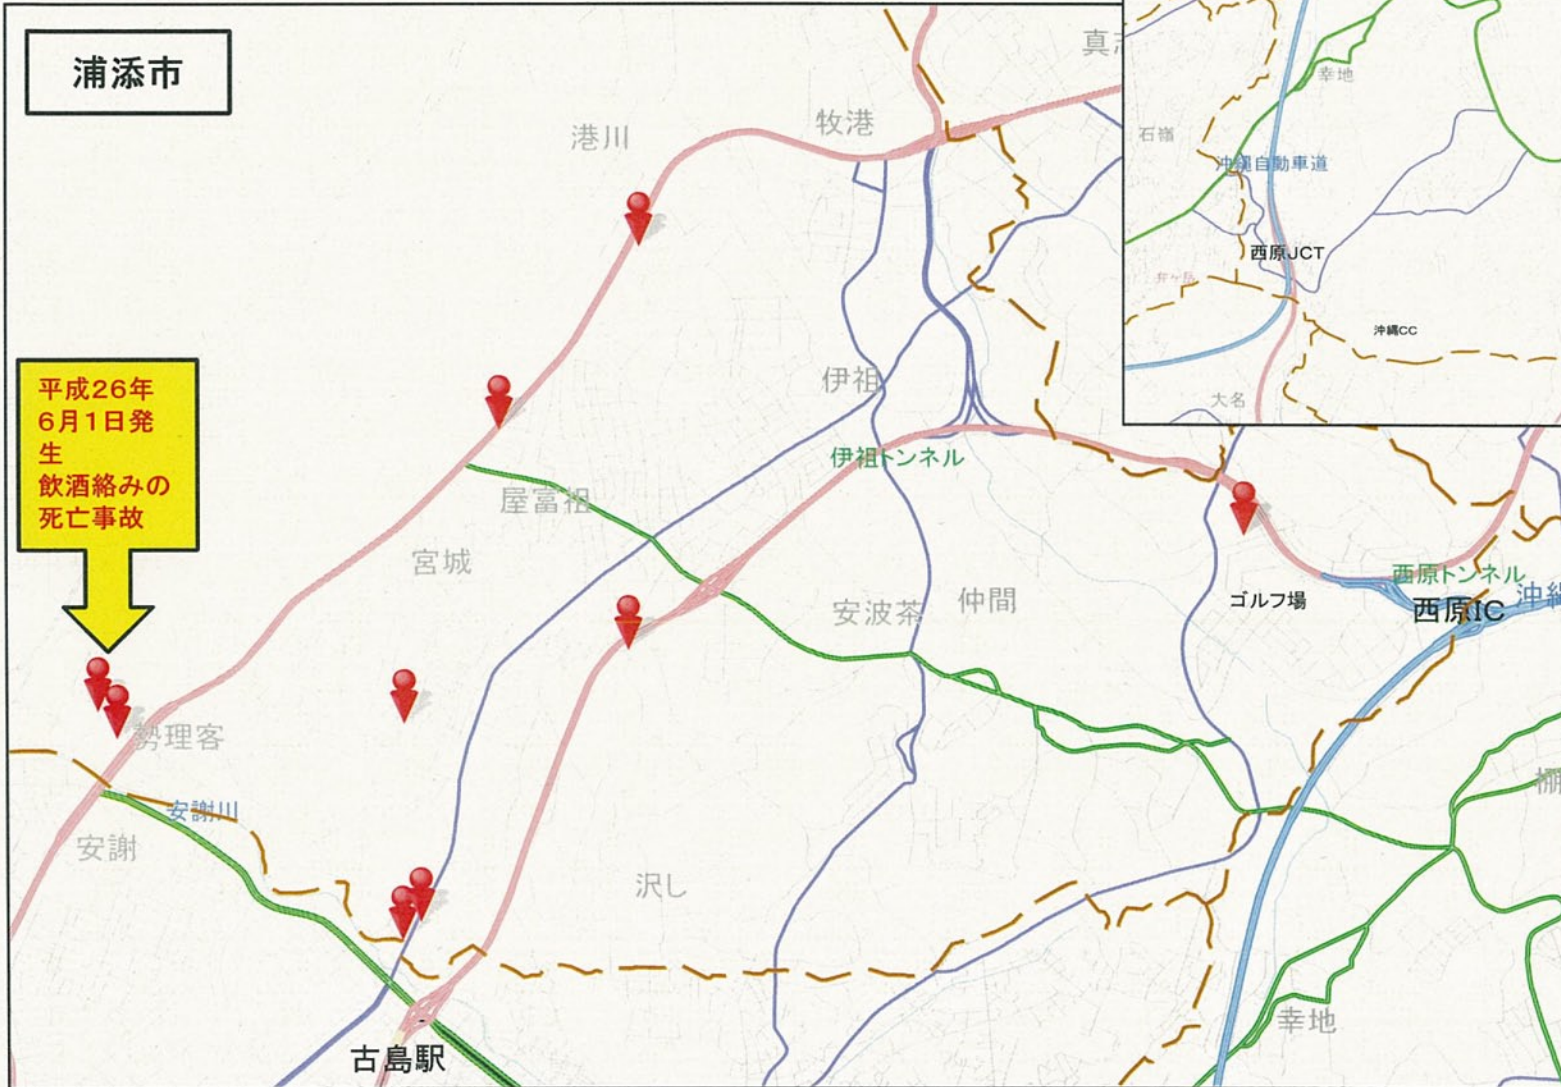 浦添市
港川
牧港
幸地
石嶺
沖縄自動車道
西原JCT
弁ヶ岳
沖縄CC
大名
平成26年
6月1日発
生
飲酒絡みの
死亡事故
伊祖
伊祖トンネル
屋富祖
宮城
安波茶
仲間
ゴルフ場
西原トンネル
西原IC
勢理客
安謝川
安謝
沢し
幸地
古島駅